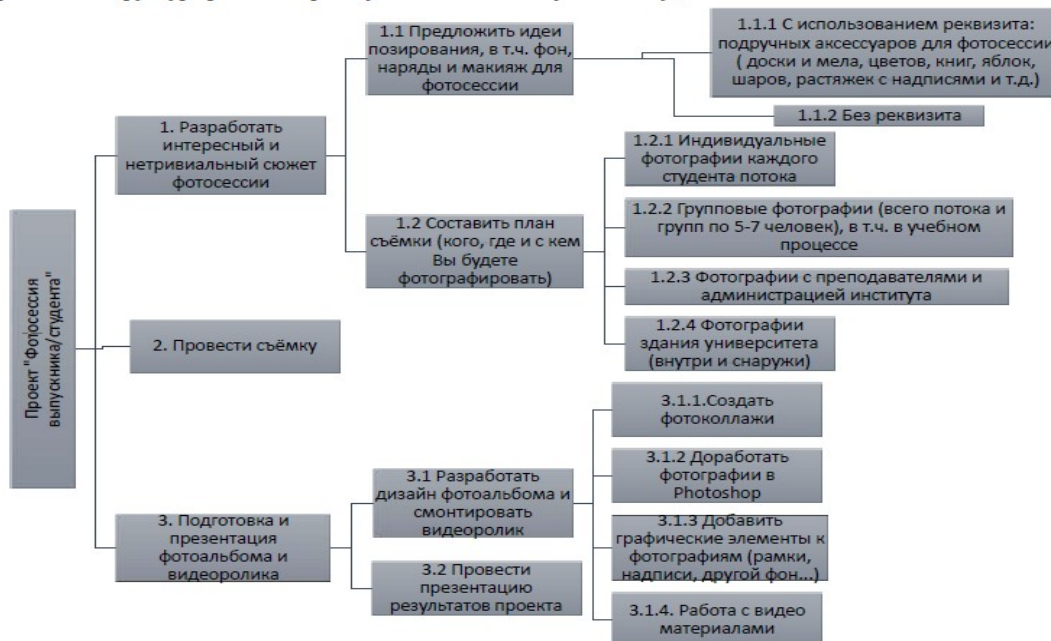 Проект "Фотосессия
выпускника/студента"
1. Разработать
интересный и
нетривиальный сюжет
фотосессии
1.1 Предложить идеи
позирования, в т.ч. фон,
наряды и макияж для
фотосессии
1.1.1 С использованием реквизита:
подручных аксессуаров для фотосессии
( доски и мела, цветов, книг, яблок,
шаров, растяжек с надписями и т.д.)
1.1.2 Без реквизита
1.2 Составить план
съёмки (кого, где и с кем
Вы будете
фотографировать)
1.2.1 Индивидуальные
фотографии каждого
студента потока
1.2.2 Групповые фотографии (всего потока и
групп по 5-7 человек), в т.ч. в учебном
процессе
1.2.3 Фотографии с преподавателями и
администрацией института
1.2.4 Фотографии
здания университета
(внутри и снаружи)
2. Провести съёмку
3. Подготовка и
презентация
фотоальбома и
видеоролика
3.1 Разработать
дизайн фотоальбома и
смонтировать
видеоролик
3.1.1.Создать
фотоколлажи
3.1.2 Доработать
фотографии в
Photoshop
3.1.3 Добавить
графические элементы к
фотографиям (рамки,
надписи, другой фон...)
3.1.4. Работа с видео
материалами
3.2 Провести
презентацию
результатов проекта